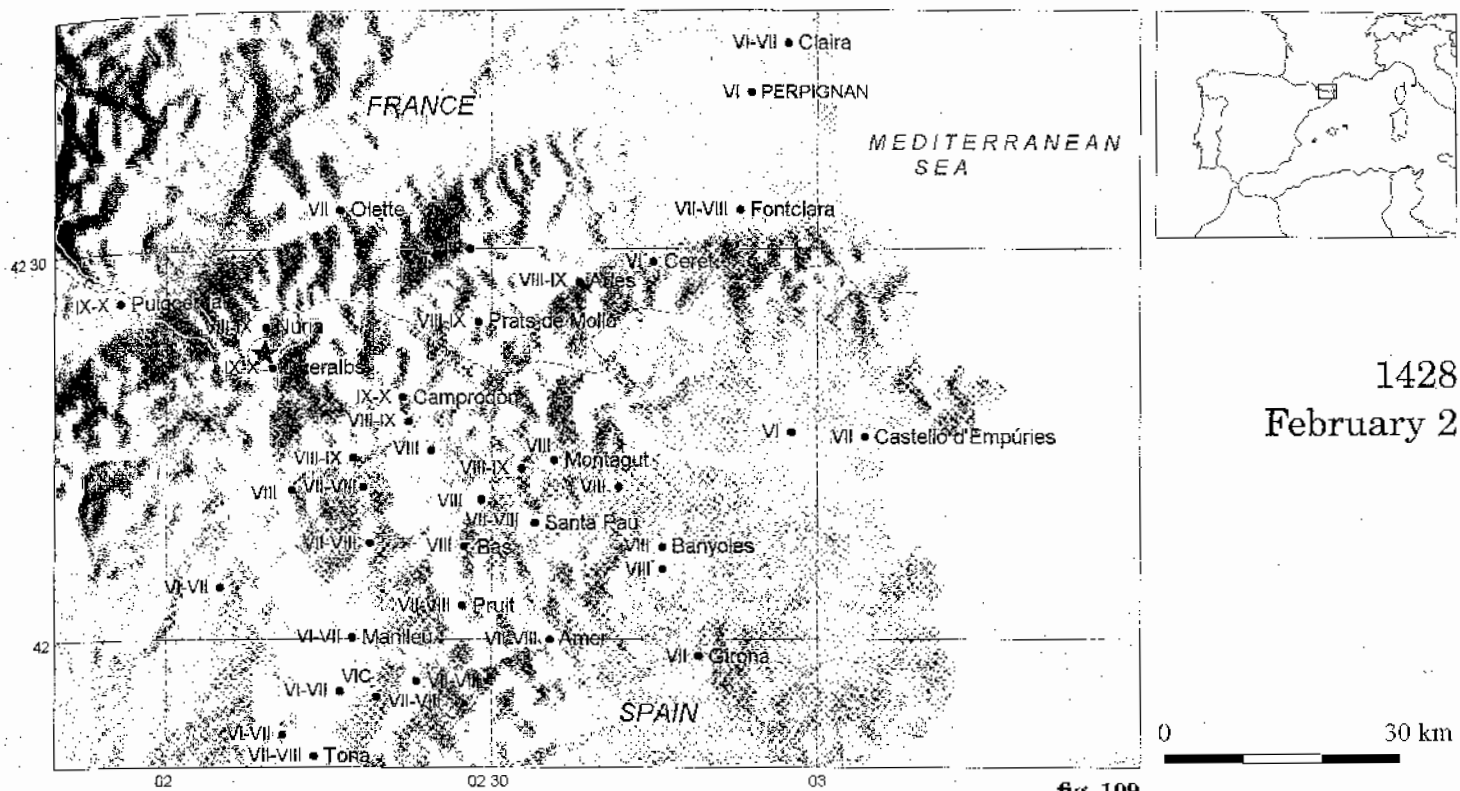 VI-VII Claira
VI PERPIGNAN
FRANCE
MEDITERRANEAN
SEA
VII Olette
VII-VIII Fontclara
42 30
VI Ceret
VIII-IX Arles
IX-X Puigcerdà
VIII-IX Núria
VIII-IX Prats de Molló
IX-X Queralbs
IX-X Camprodon
VIII-IX
1428
February 2
VI
VII Castelló d'Empúries
VIII
VIII
VIII-IX
VIII-IX
Montagut
VIII
VII-VIII
VIII
VIII
VII-VIII Santa Pau
VII-VIII
VIII Bas
VIII Banyoles
VIII
VI-VII
VII-VIII Pruit
VI-VII Manlleu
VII-VIII Amer
42
VII Girona
VIC
VII-VIII
VI-VII
VII-VIII
SPAIN
VI-VII
VII-VIII Tona
0 30 km
02
02 30
03
fig. 109